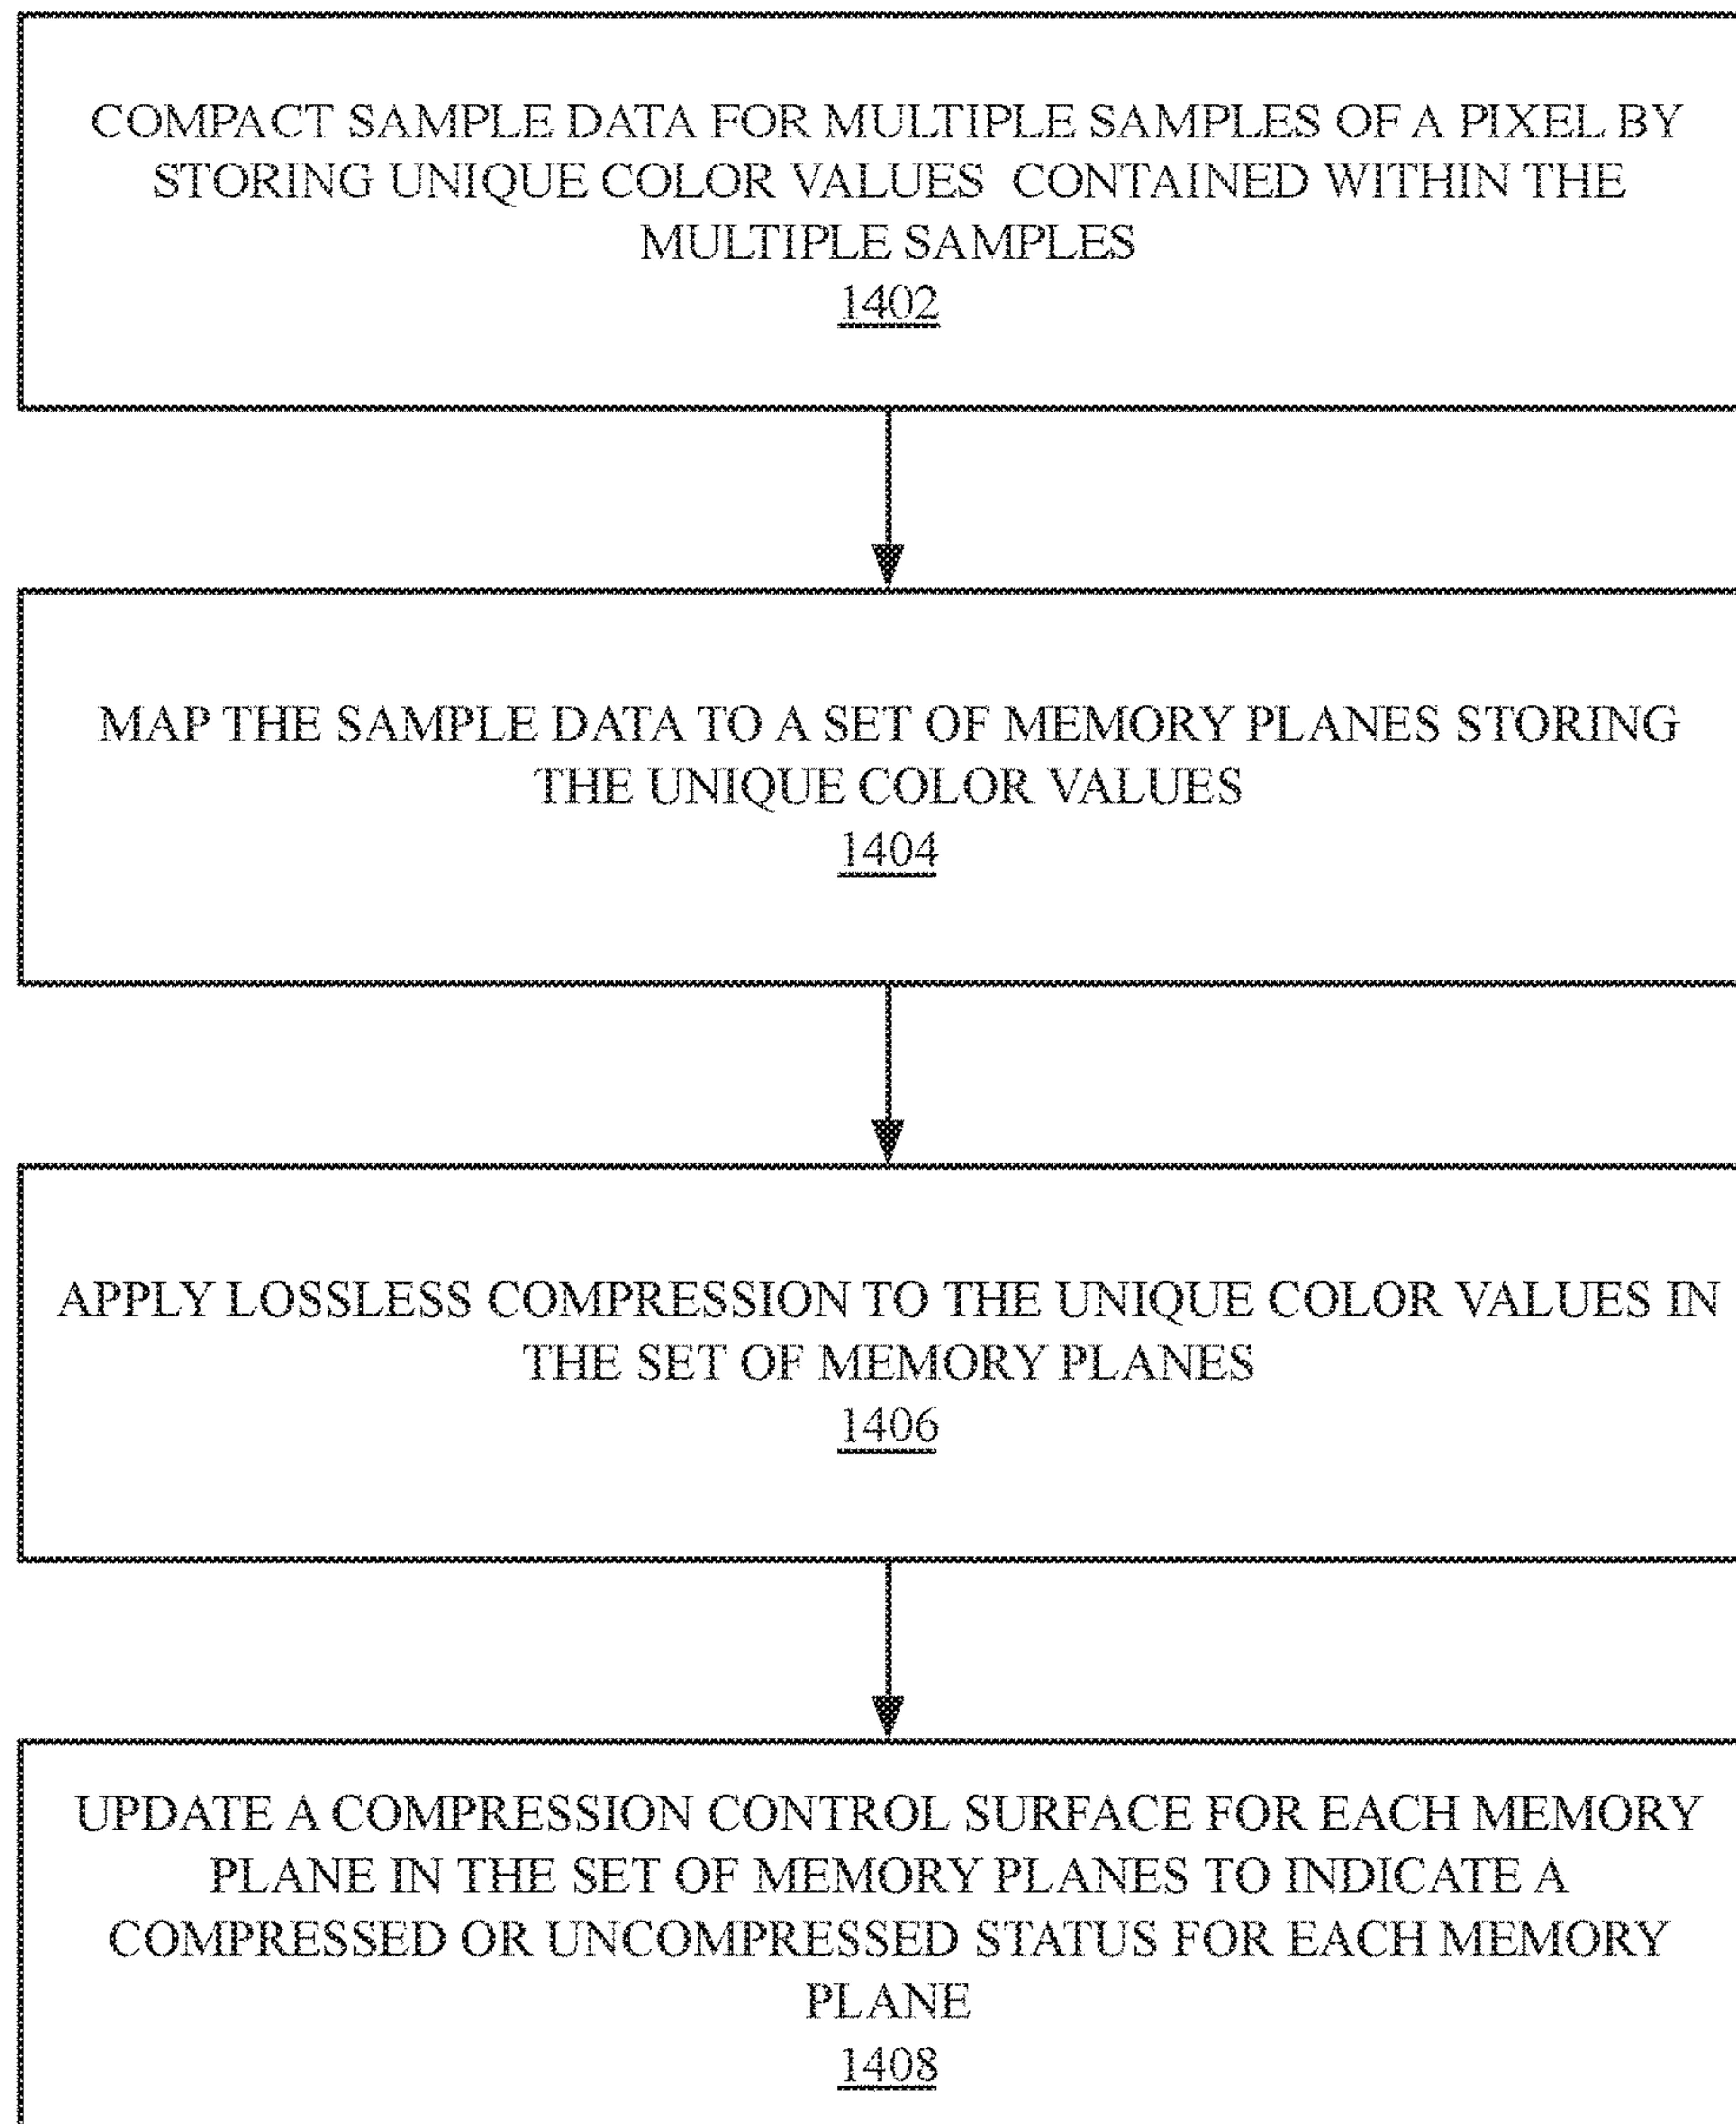 COMPACT SAMPLE DATA FOR MULTIPLE SAMPLES OF A PIXEL BY
STORING UNIQUE COLOR VALUES CONTAINED WITHIN THE
MULTIPLE SAMPLES
1402
MAP THE SAMPLE DATA TO A SET OF MEMORY PLANES STORING
THE UNIQUE COLOR VALUES
1404
APPLY LOSSLESS COMPRESSION TO THE UNIQUE COLOR VALUES IN
THE SET OF MEMORY PLANES
1406
UPDATE A COMPRESSION CONTROL SURFACE FOR EACH MEMORY
PLANE IN THE SET OF MEMORY PLANES TO INDICATE A
COMPRESSED OR UNCOMPRESSED STATUS FOR EACH MEMORY
PLANE
1408